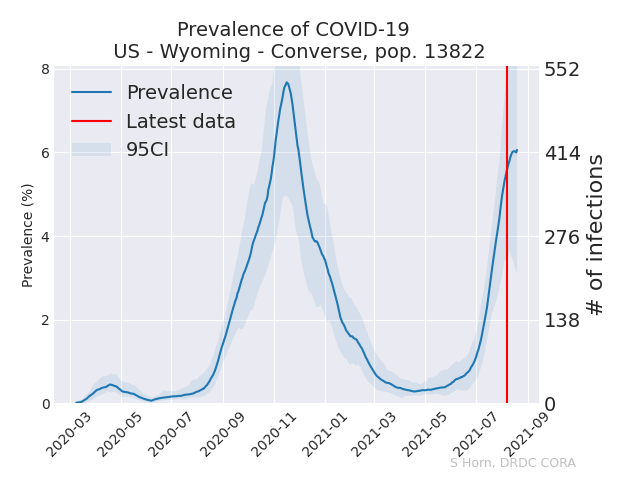 Prevalence of COVID-19
US - Wyoming - Converse, pop. 13822
Prevalence
Latest data
95CI
Prevalence (%)
8
6
4
2
0
552
414
276
138
0
# of infections
2020-03
2020-05
2020-07
2020-09
2020-11
2021-01
2021-03
2021-05
2021-07
2021-09
S Horn, DRDC CORA